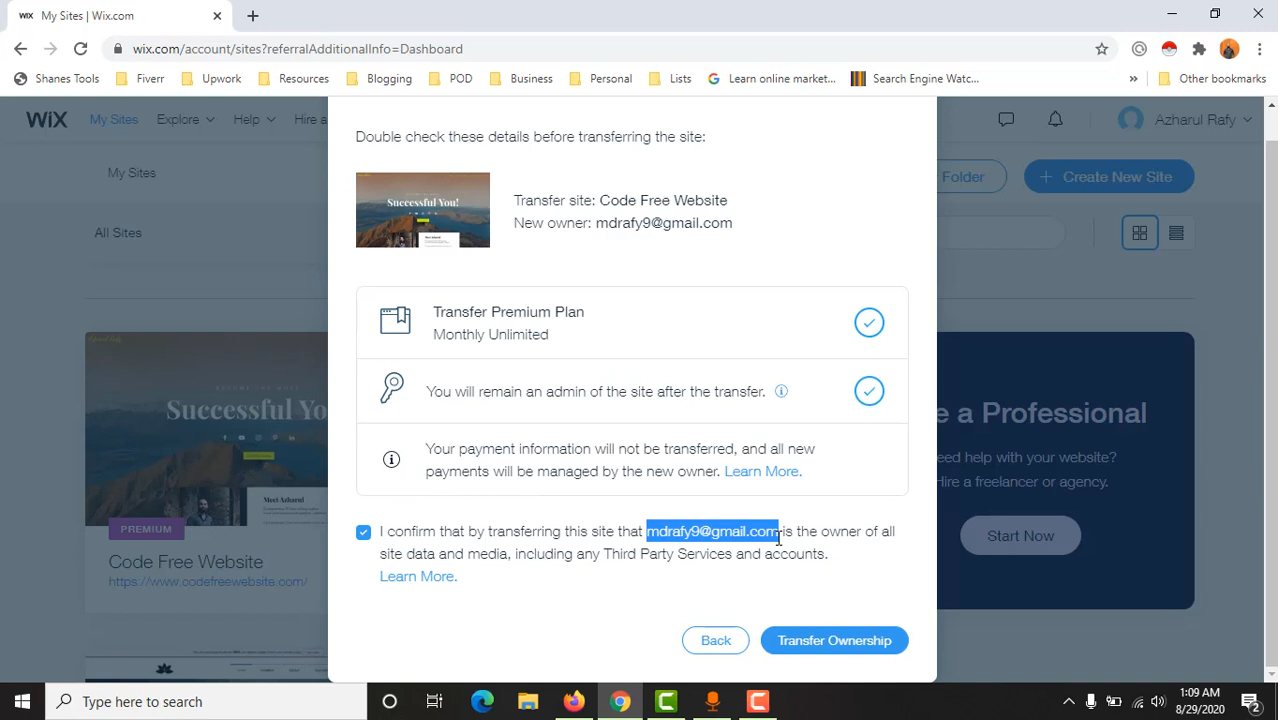 WiX My Sites | Wix.com
wix.com/account/sites?referralAdditionalInfo=Dashboard
Shanes Tools Fiverr Upwork Resources Blogging POD Business Personal Lists Learn online market... Search Engine Watc... » Other bookmarks
WiX My Sites Explore Help Hire a Azharul Rafy
My Sites Folder + Create New Site
All Sites
Double check these details before transferring the site:
Successful You!
Transfer site: Code Free Website
New owner: mdrafy9@gmail.com
Transfer Premium Plan
Monthly Unlimited
You will remain an admin of the site after the transfer.
Your payment information will not be transferred, and all new
payments will be managed by the new owner. Learn More.
I confirm that by transferring this site that mdrafy9@gmail.com is the owner of all
site data and media, including any Third Party Services and accounts.
Learn More.
Back Transfer Ownership
BECOME THE MOST
Successful Yo
Meet Azharul
PREMIUM
Code Free Website
https://www.codefreewebsite
e a Professional
eed help with your website?
Hire a freelancer or agency.
Start Now
Type here to search
1:09 AM
8/29/2020
2